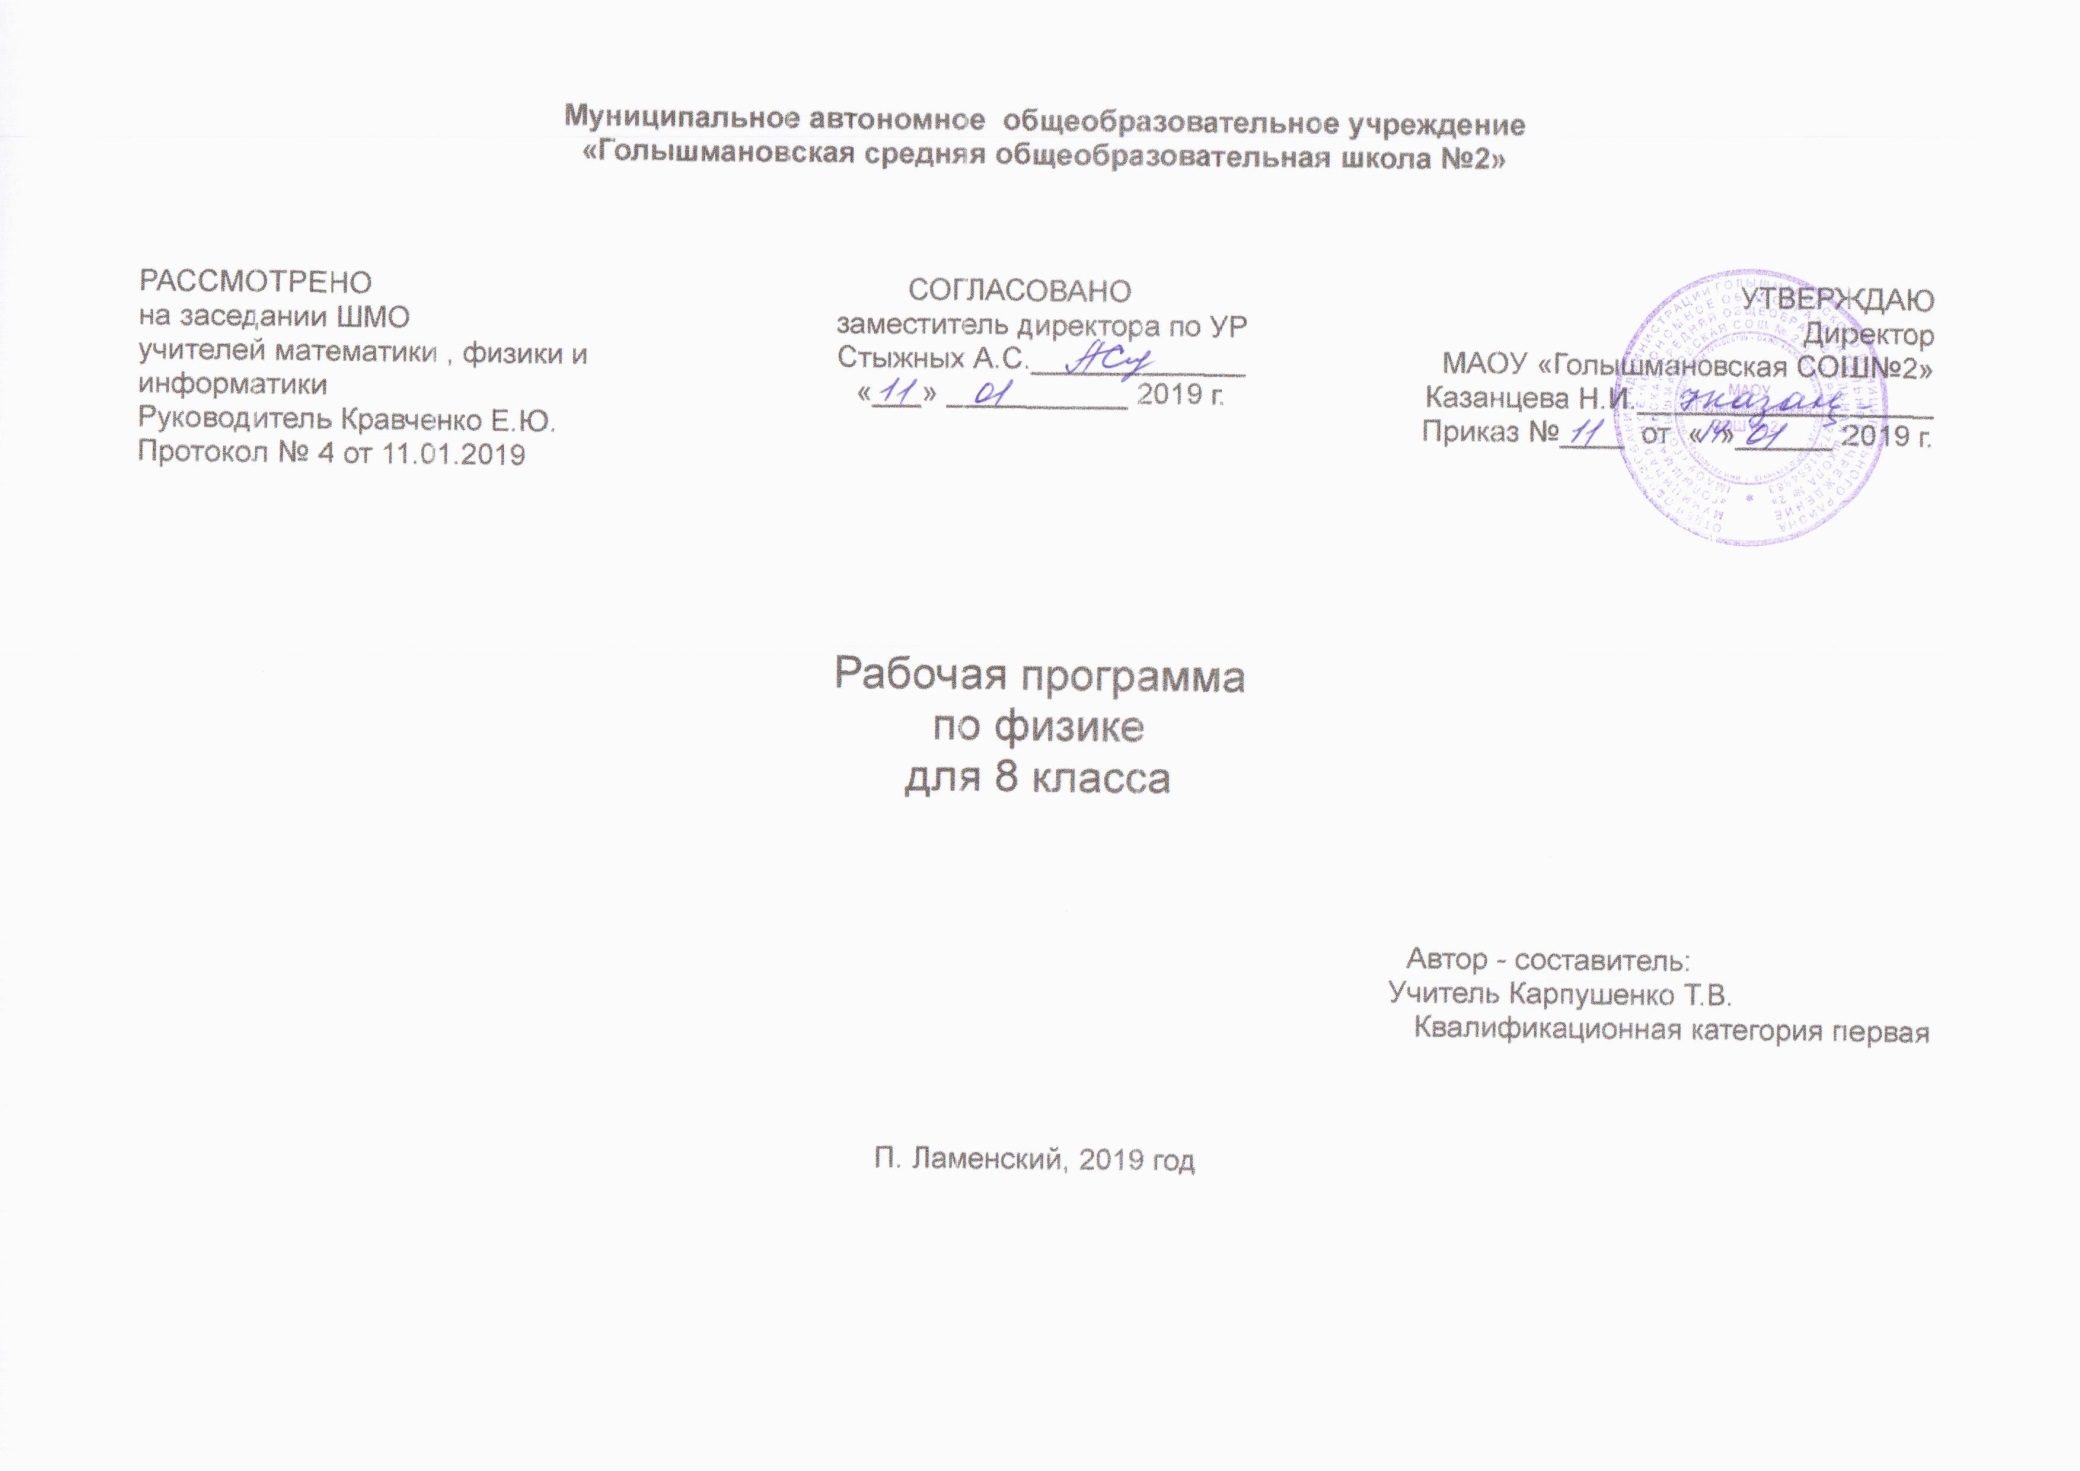 Муниципальное автономное общеобразовательное учреждение
«Голышмановская средняя общеобразовательная школа №2»
РАССМОТРЕНО
на заседании ШМО
учителей математики , физики и
информатики
Руководитель Кравченко Е.Ю.
Протокол № 4 от 11.01.2019
СОГЛАСОВАНО
заместитель директора по УР
Стыжных А.С.
«11» 01 2019 г.
УТВЕРЖДАЮ
Директор
МАОУ «Голышмановская СОШ№2»
Казанцева Н.И.
Приказ № 11 от «14» 01 2019 г.
Рабочая программа
по физике
для 8 класса
Автор - составитель:
Учитель Карпушенко Т.В.
Квалификационная категория первая
П. Ламенский, 2019 год